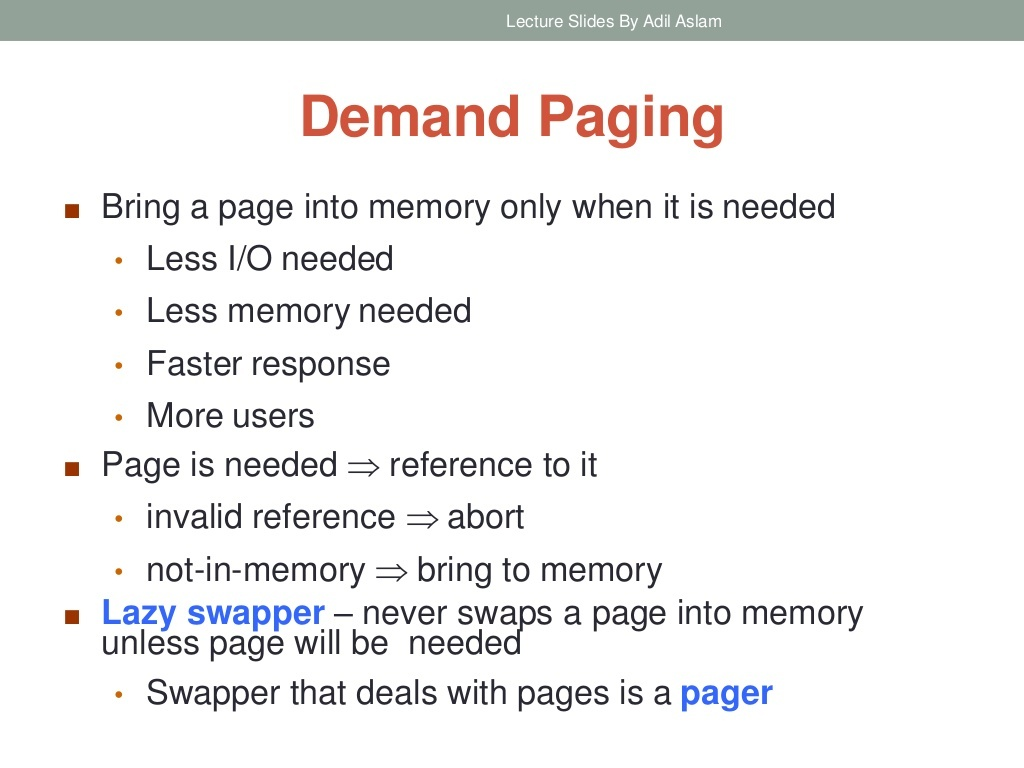 Lecture Slides By Adil Aslam
Demand Paging
■ Bring a page into memory only when it is needed
• Less I/O needed
• Less memory needed
• Faster response
• More users
■ Page is needed ⇒ reference to it
• invalid reference ⇒ abort
• not-in-memory ⇒ bring to memory
■ Lazy swapper – never swaps a page into memory
unless page will be  needed
• Swapper that deals with pages is a pager